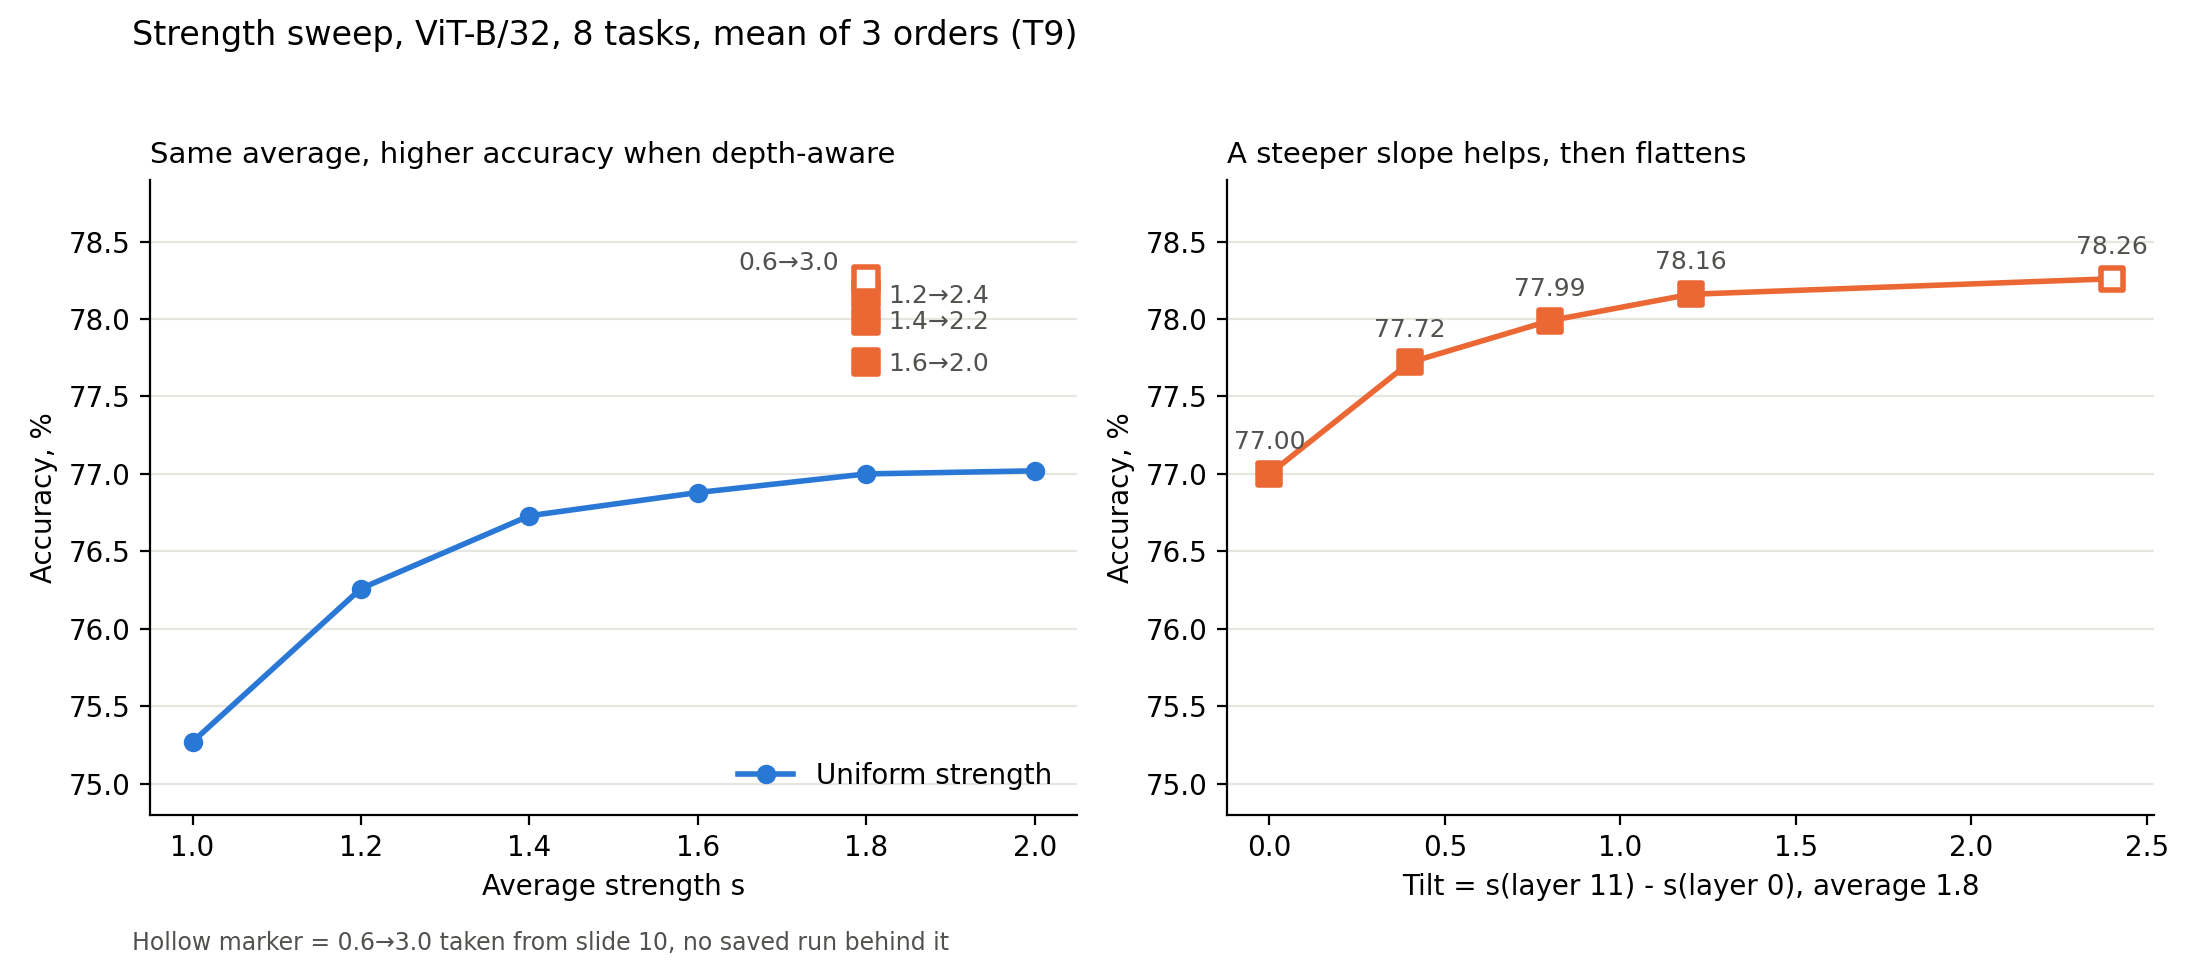 Strength sweep, ViT-B/32, 8 tasks, mean of 3 orders (T9)
Same average, higher accuracy when depth-aware
78.5
78.0
77.5
77.0
76.5
76.0
75.5
75.0
Accuracy, %
0.6→3.0
1.2→2.4
1.4→2.2
1.6→2.0
Uniform strength
1.0 1.2 1.4 1.6 1.8 2.0
Average strength s
A steeper slope helps, then flattens
78.5
78.0
77.5
77.0
76.5
76.0
75.5
75.0
Accuracy, %
77.00
77.72
77.99
78.16
78.26
0.0 0.5 1.0 1.5 2.0 2.5
Tilt = s(layer 11) - s(layer 0), average 1.8
Hollow marker = 0.6→3.0 taken from slide 10, no saved run behind it